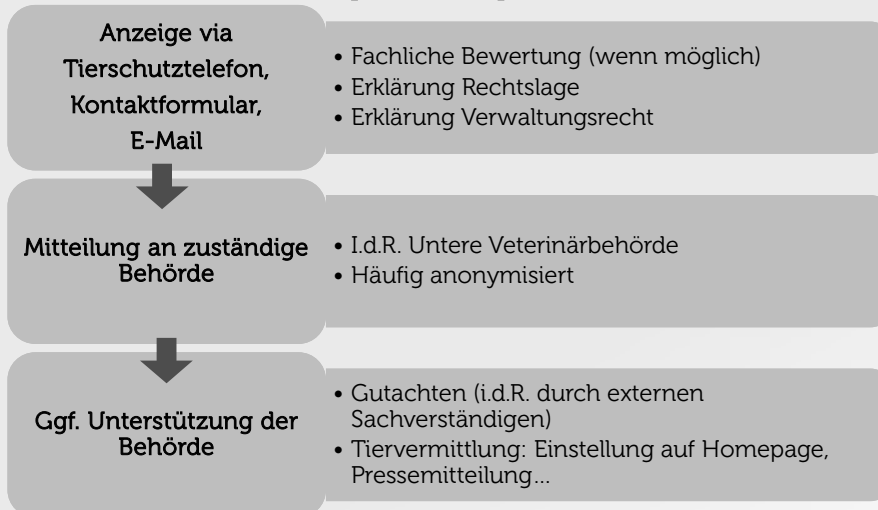 Anzeige via
Tierschutztelefon,
Kontaktformular,
E-Mail
• Fachliche Bewertung (wenn möglich)
• Erklärung Rechtslage
• Erklärung Verwaltungsrecht
Mitteilung an zuständige
Behörde
• I.d.R. Untere Veterinärbehörde
• Häufig anonymisiert
Ggf. Unterstützung der
Behörde
• Gutachten (i.d.R. durch externen
Sachverständigen)
• Tiervermittlung: Einstellung auf Homepage,
Pressemitteilung…